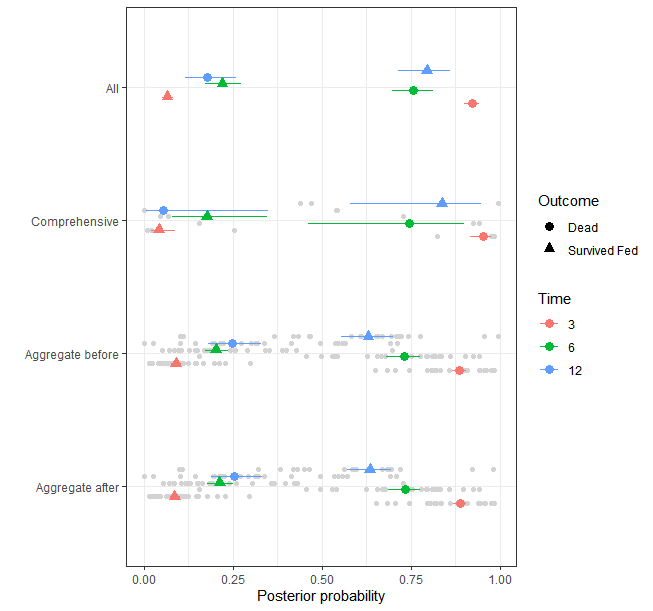 All
Comprehensive
Aggregate before
Aggregate after
0.00
0.25
0.50
0.75
1.00
Posterior probability
Outcome
Dead
Survived Fed
Time
3
6
12